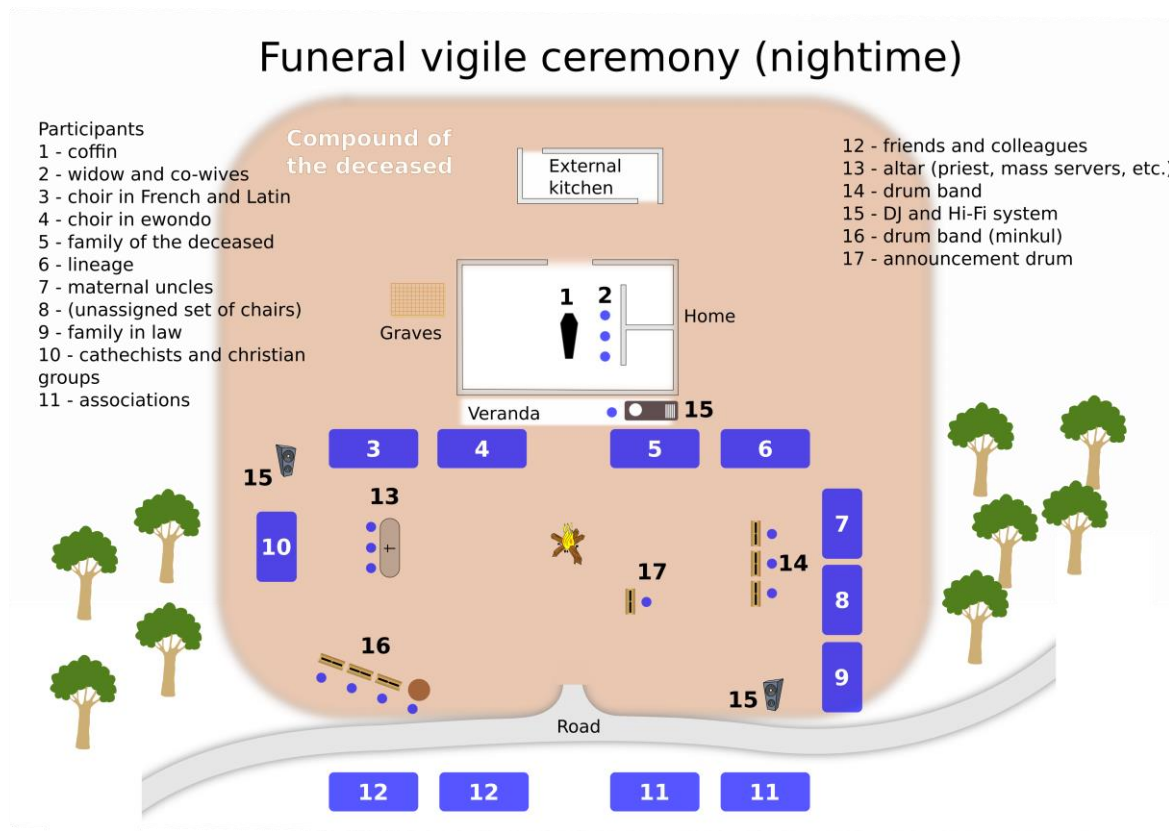 Funeral vigile ceremony (nightime)
Participants
1 - coffin
2 - widow and co-wives
3 - choir in French and Latin
4 - choir in ewondo
5 - family of the deceased
6 - lineage
7 - maternal uncles
8 - (unassigned set of chairs)
9 - family in law
10 - cathechists and christian
groups
11 - associations
12 - friends and colleagues
13 - altar (priest, mass servers, etc.)
14 - drum band
15 - DJ and Hi-Fi system
16 - drum band (minkul)
17 - announcement drum
Compound of
the deceased
External
kitchen
1
2
Graves
Home
Veranda
15
3
4
5
6
15
13
10
7
14
17
8
16
9
15
Road
12
12
11
11